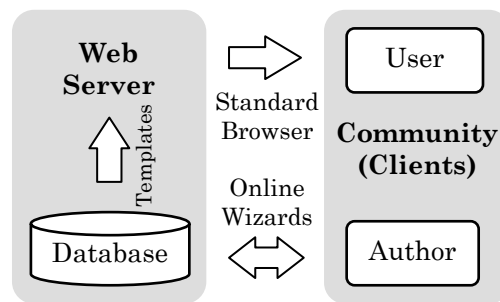 Web
Server
Templates
Database
Standard
Browser
Online
Wizards
User
Community
(Clients)
Author